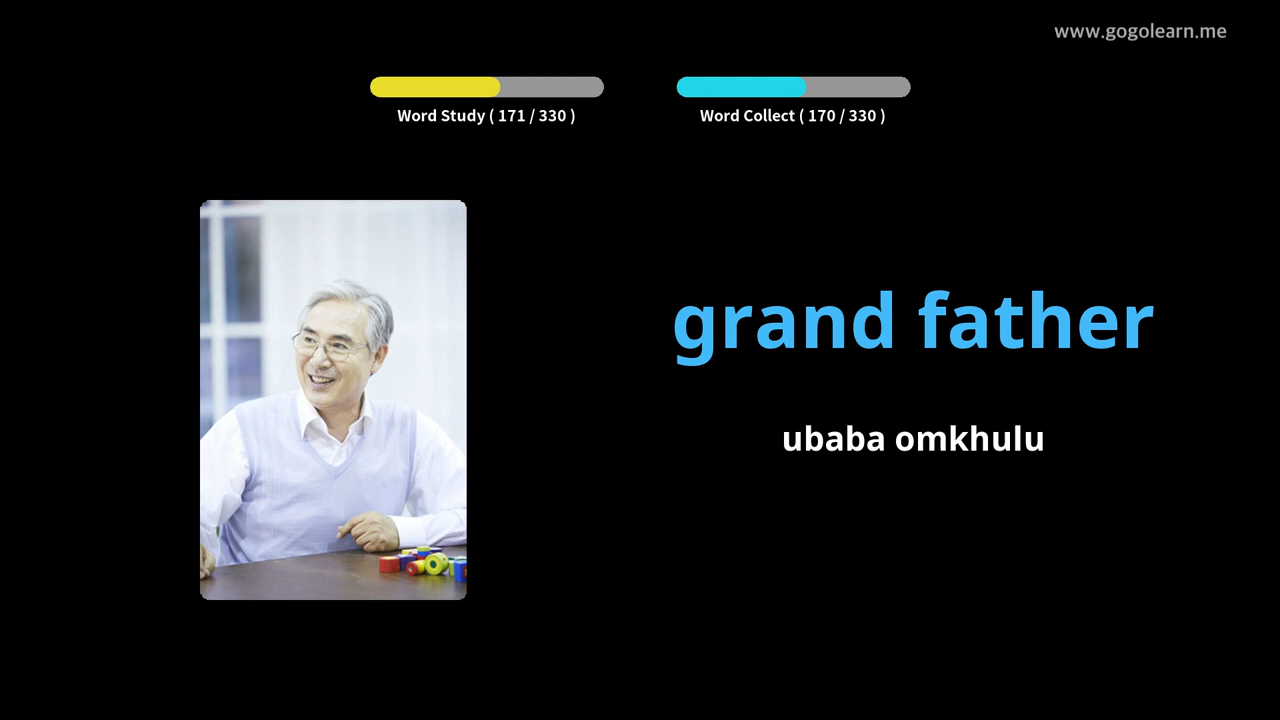 www.gogolearn.me
Word Study ( 171 / 330 )
Word Collect ( 170 / 330 )
grand father
ubaba omkhulu